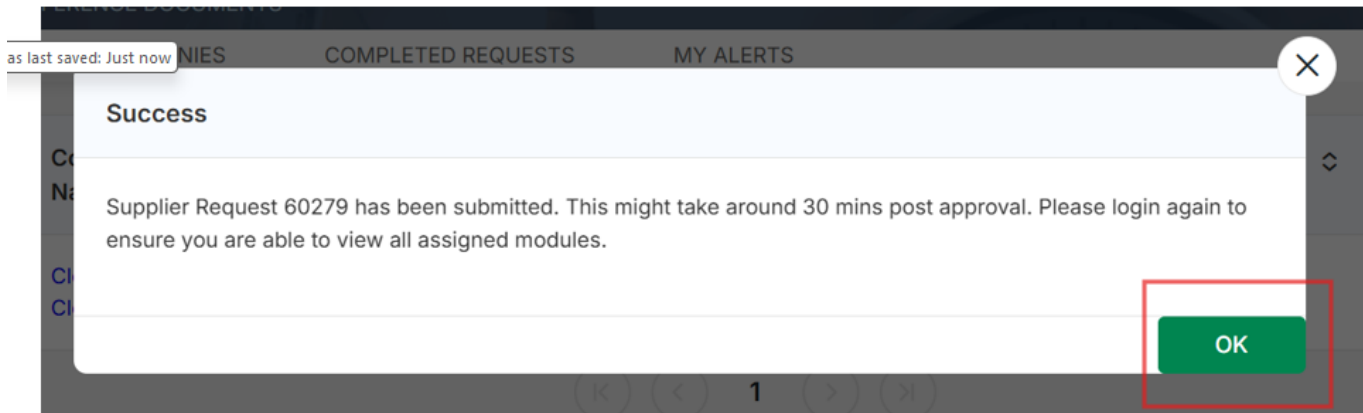 as last saved: Just now
NIES
COMPLETED REQUESTS
MY ALERTS
Success
Supplier Request 60279 has been submitted. This might take around 30 mins post approval. Please login again to
ensure you are able to view all assigned modules.
OK
1